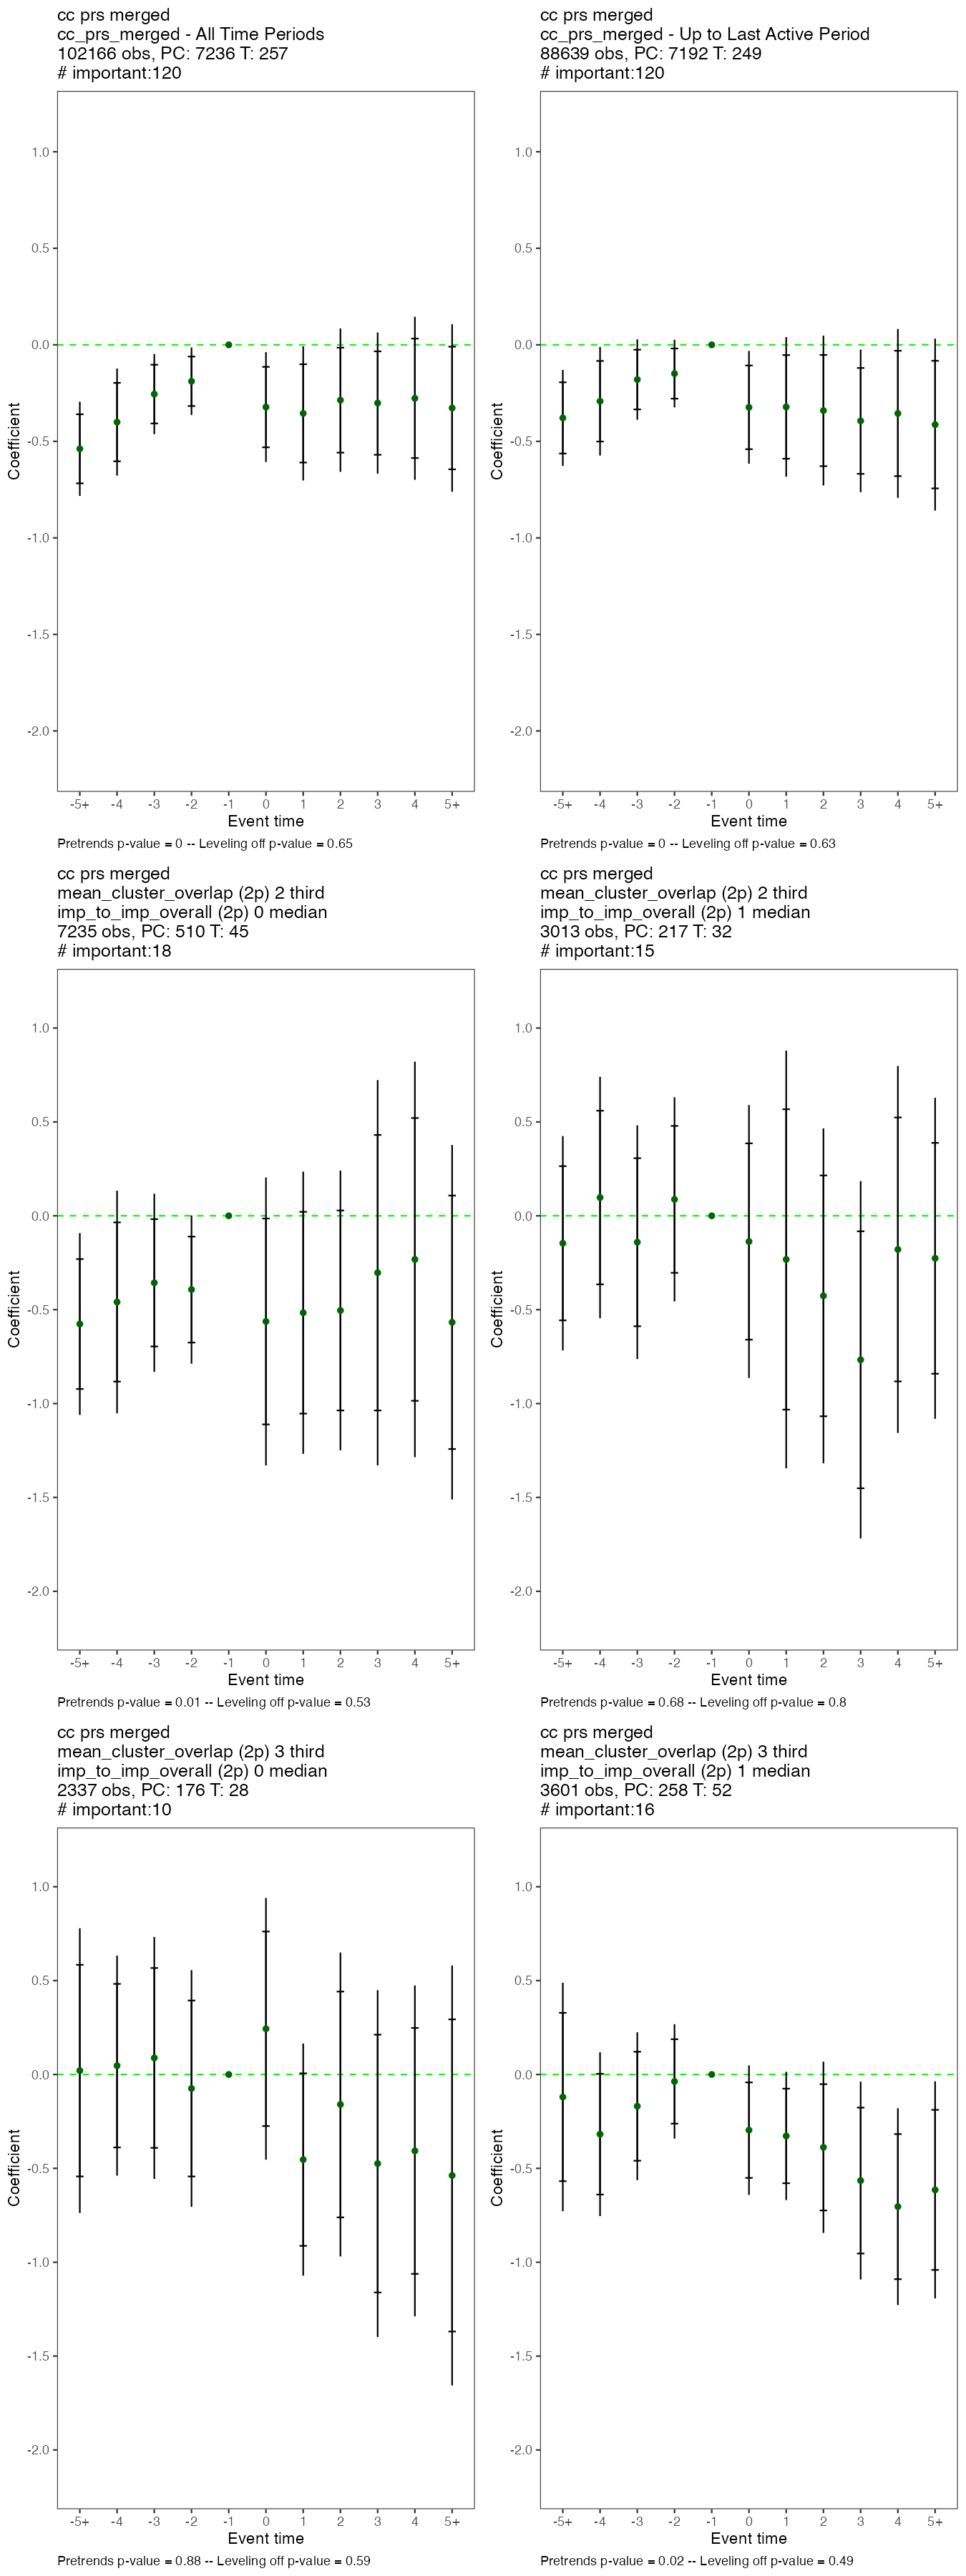 cc prs merged
cc_prs_merged - All Time Periods
102166 obs, PC: 7236 T: 257
# important:120
1.0
0.5
0.0
-0.5
-1.0
-1.5
-2.0
Coefficient
-5+ -4 -3 -2 -1 0 1 2 3 4 5+
Event time
Pretrends p-value = 0 -- Leveling off p-value = 0.65
cc prs merged
cc_prs_merged - Up to Last Active Period
88639 obs, PC: 7192 T: 249
# important:120
1.0
0.5
0.0
-0.5
-1.0
-1.5
-2.0
Coefficient
-5+ -4 -3 -2 -1 0 1 2 3 4 5+
Event time
Pretrends p-value = 0 -- Leveling off p-value = 0.63
cc prs merged
mean_cluster_overlap (2p) 2 third
imp_to_imp_overall (2p) 0 median
7235 obs, PC: 510 T: 45
# important:18
1.0
0.5
0.0
-0.5
-1.0
-1.5
-2.0
Coefficient
-5+ -4 -3 -2 -1 0 1 2 3 4 5+
Event time
Pretrends p-value = 0.01 -- Leveling off p-value = 0.53
cc prs merged
mean_cluster_overlap (2p) 2 third
imp_to_imp_overall (2p) 1 median
3013 obs, PC: 217 T: 32
# important:15
1.0
0.5
0.0
-0.5
-1.0
-1.5
-2.0
Coefficient
-5+ -4 -3 -2 -1 0 1 2 3 4 5+
Event time
Pretrends p-value = 0.68 -- Leveling off p-value = 0.8
cc prs merged
mean_cluster_overlap (2p) 3 third
imp_to_imp_overall (2p) 0 median
2337 obs, PC: 176 T: 28
# important:10
1.0
0.5
0.0
-0.5
-1.0
-1.5
-2.0
Coefficient
-5+ -4 -3 -2 -1 0 1 2 3 4 5+
Event time
Pretrends p-value = 0.88 -- Leveling off p-value = 0.59
cc prs merged
mean_cluster_overlap (2p) 3 third
imp_to_imp_overall (2p) 1 median
3601 obs, PC: 258 T: 52
# important:16
1.0
0.5
0.0
-0.5
-1.0
-1.5
-2.0
Coefficient
-5+ -4 -3 -2 -1 0 1 2 3 4 5+
Event time
Pretrends p-value = 0.02 -- Leveling off p-value = 0.49